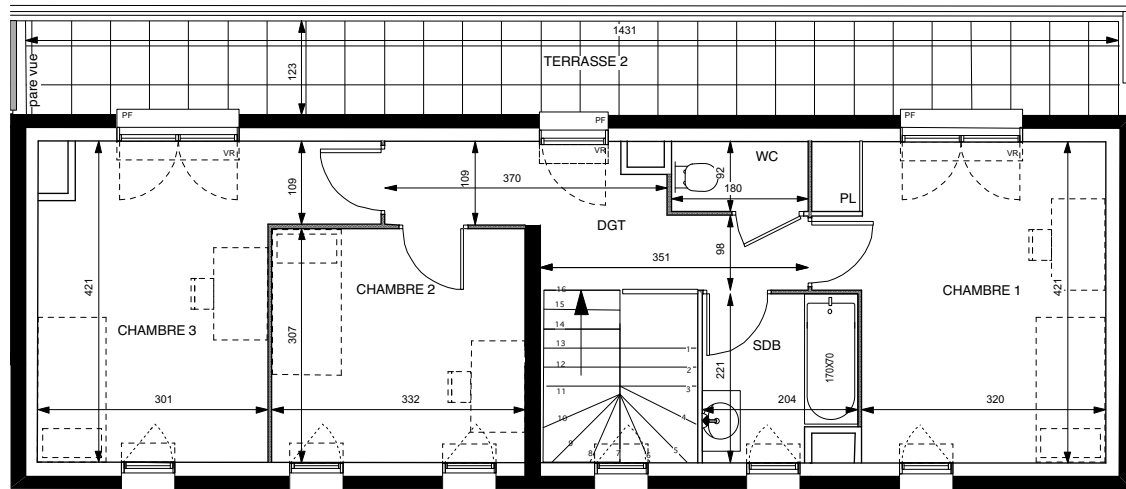 1431
pare vue
123
TERRASSE 2
PF
PF
PF
VR
VR
VR
109
109
370
92
WC
180
PL
DGT
98
351
421
CHAMBRE 3
301
307
CHAMBRE 2
332
16
15
14
13
12
11
10
9
8
7
6
5
4
3
2
1
221
SDB
204
170X70
CHAMBRE 1
421
320